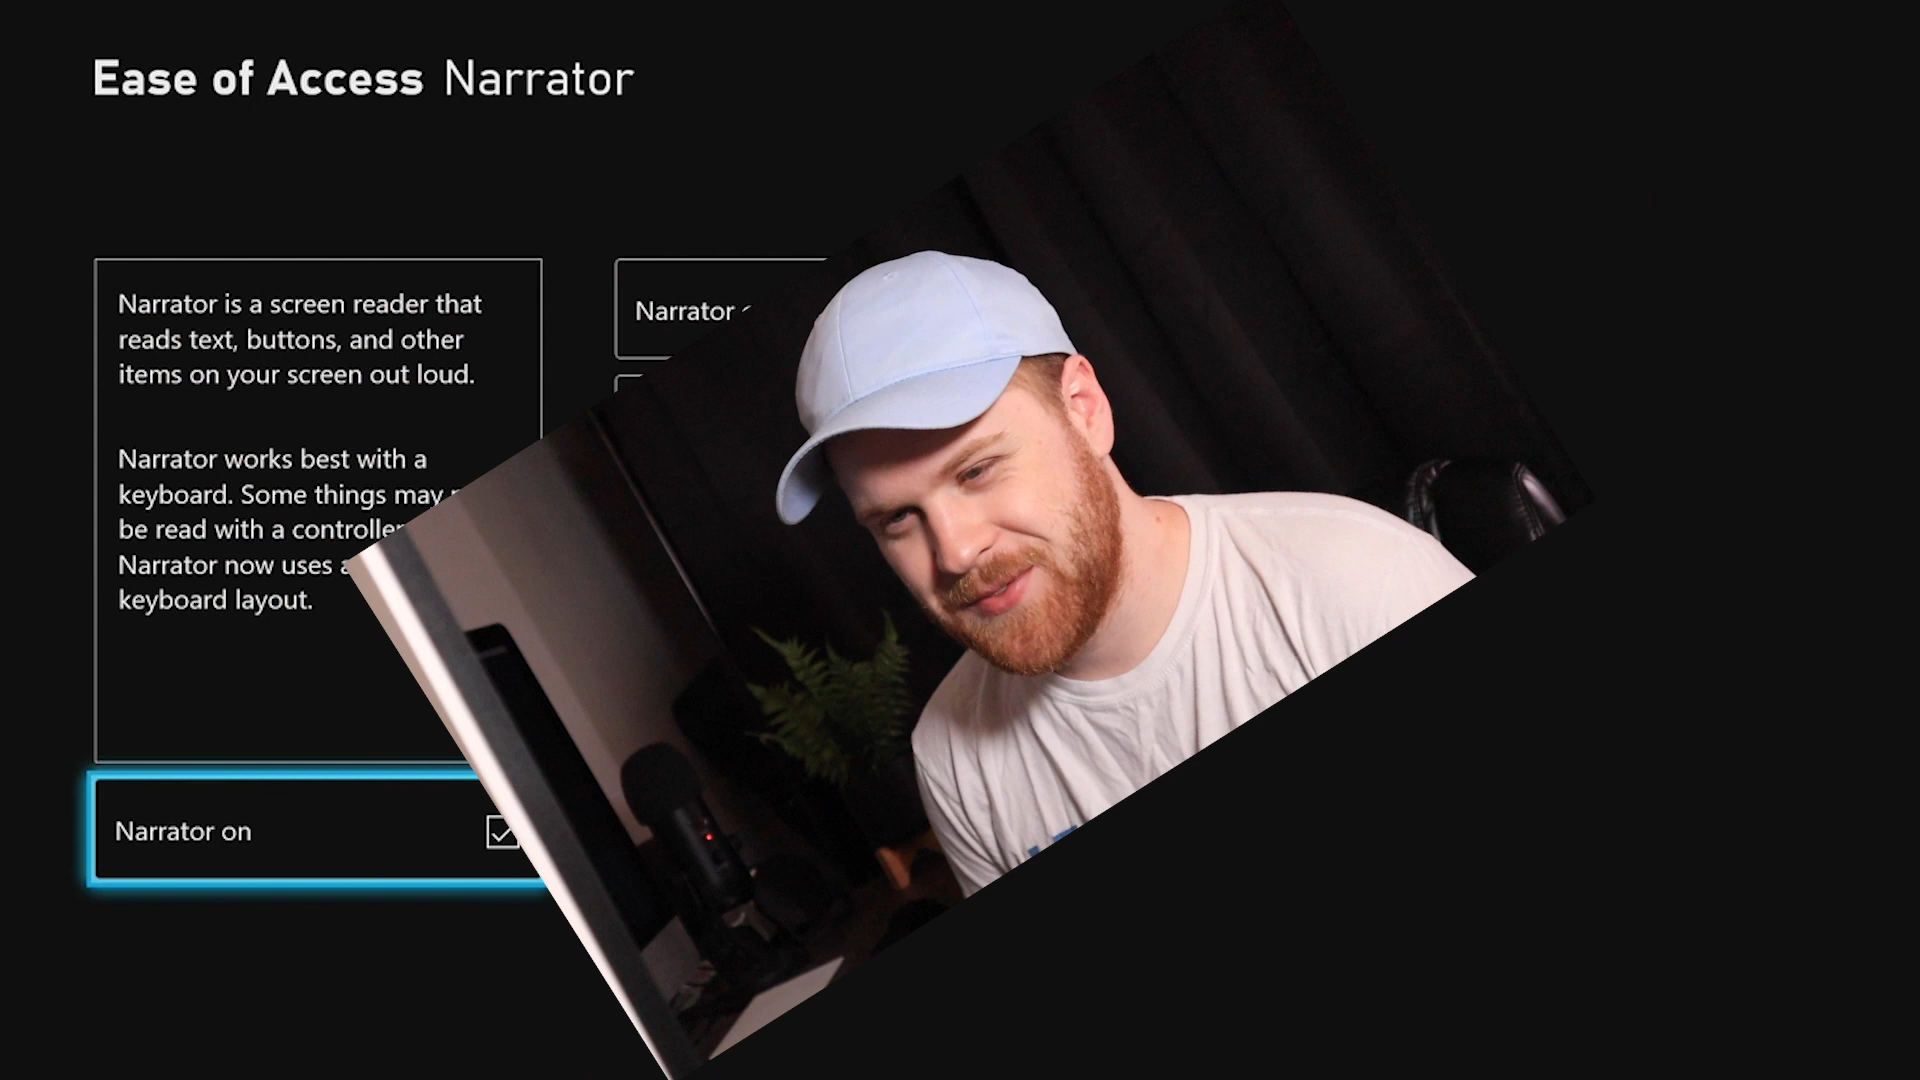 Ease of Access Narrator
Narrator is a screen reader that
reads text, buttons, and other
items on your screen out loud.
Narrator works best with a
keyboard. Some things may
be read with a controller
Narrator now uses
keyboard layout.
Narrator on
Narrator